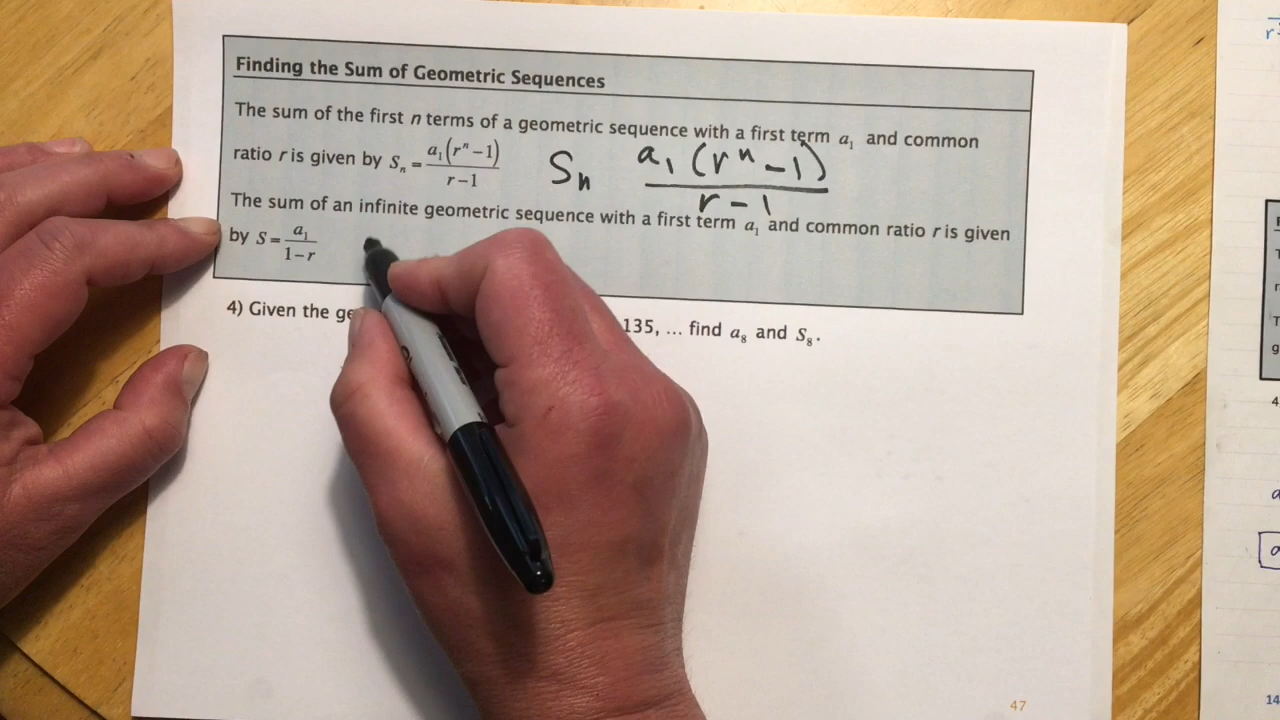 Finding the Sum of Geometric Sequences
The sum of the first n terms of a geometric sequence with a first term a₁ and common
ratio r is given by Sₙ = a₁(rⁿ−1)/r−1
Sₙ a₁(rⁿ−1)/r−1
The sum of an infinite geometric sequence with a first term a₁ and common ratio r is given
by S = a₁/1−r
4) Given the 135, ... find a₈ and S₈.
47
14